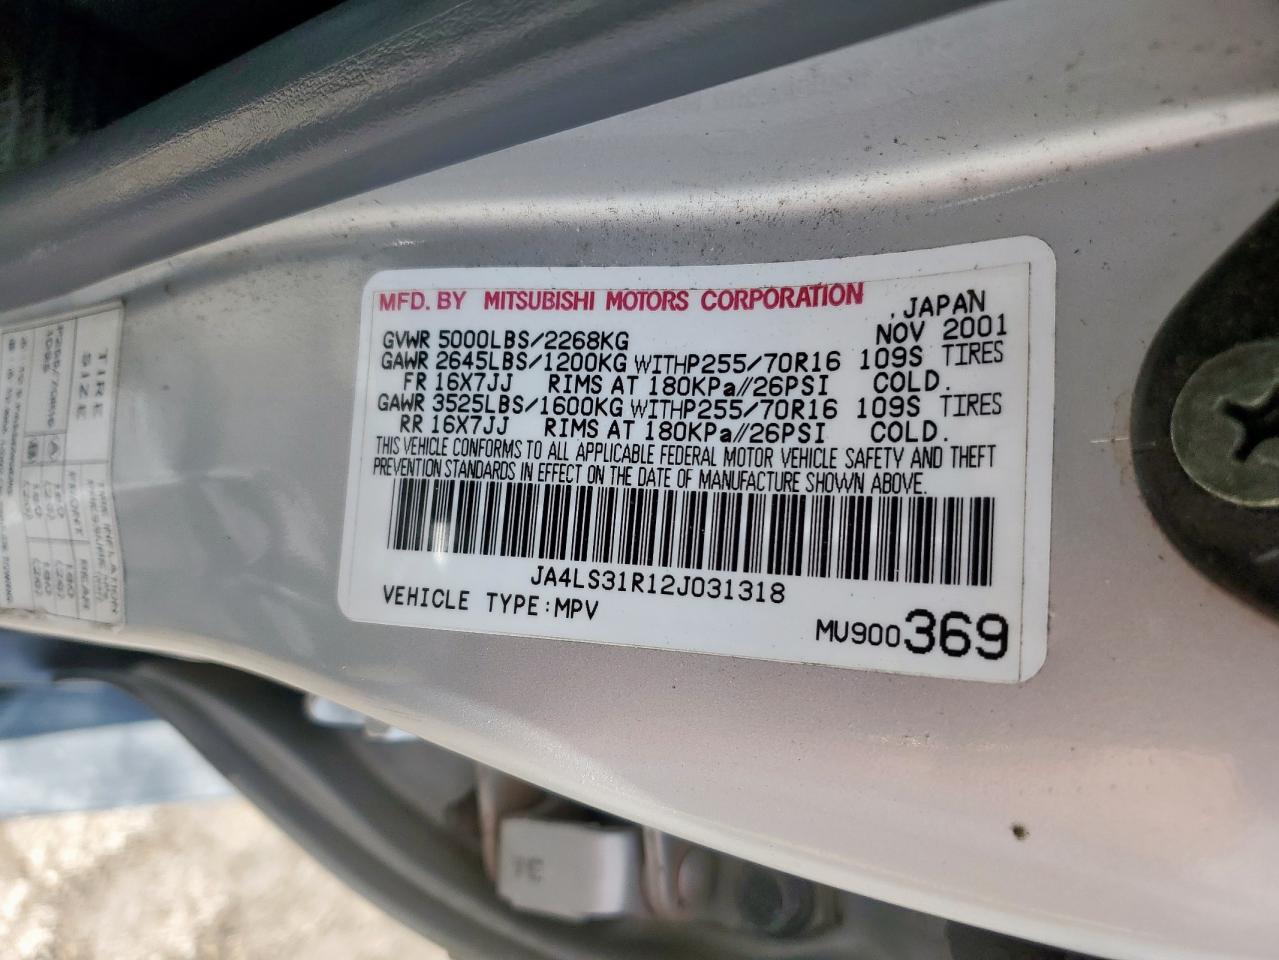 MFD. BY MITSUBISHI MOTORS CORPORATION ,JAPAN
GVWR 5000LBS/2268KG NOV 2001
GAWR 2645LBS/1200KG WITHP255/70R16 109S TIRES
FR 16X7JJ RIMS AT 180KPa//26PSI COLD.
GAWR 3525LBS/1600KG WITHP255/70R16 109S TIRES
RR 16X7JJ RIMS AT 180KPa//26PSI COLD.
THIS VEHICLE CONFORMS TO ALL APPLICABLE FEDERAL MOTOR VEHICLE SAFETY AND THEFT
PREVENTION STANDARDS IN EFFECT ON THE DATE OF MANUFACTURE SHOWN ABOVE.
JA4LS31R12J031318
VEHICLE TYPE:MPV
MV900369
TIRE
SIZE